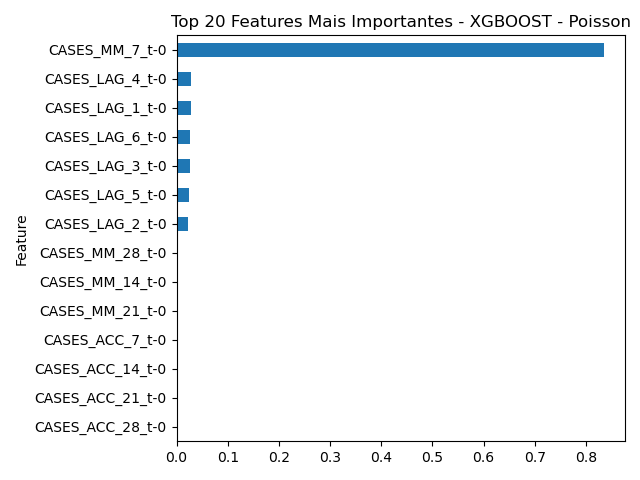 Top 20 Features Mais Importantes - XGBOOST - Poisson
CASES_MM_7_t-0
CASES_LAG_4_t-0
CASES_LAG_1_t-0
CASES_LAG_6_t-0
CASES_LAG_3_t-0
CASES_LAG_5_t-0
CASES_LAG_2_t-0
CASES_MM_28_t-0
CASES_MM_14_t-0
CASES_MM_21_t-0
CASES_ACC_7_t-0
CASES_ACC_14_t-0
CASES_ACC_21_t-0
CASES_ACC_28_t-0
Feature
0.0 0.1 0.2 0.3 0.4 0.5 0.6 0.7 0.8